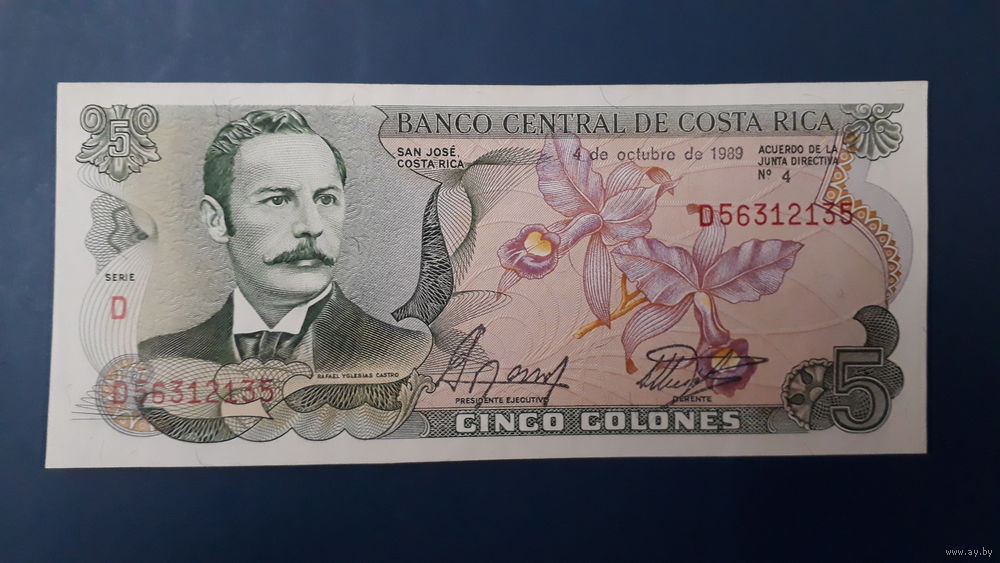 5
BANCO CENTRAL DE COSTA RICA
SAN JOSÉ,
COSTA RICA
4 de octubre de 1989
ACUERDO DE LA
JUNTA DIRECTIVA
Nº 4
D56312135
SERIE
D
D56312135
RAFAEL YGLESIAS CASTRO
PRESIDENTE EJECUTIVO
GERENTE
CINCO COLONES
5
www.ay.by